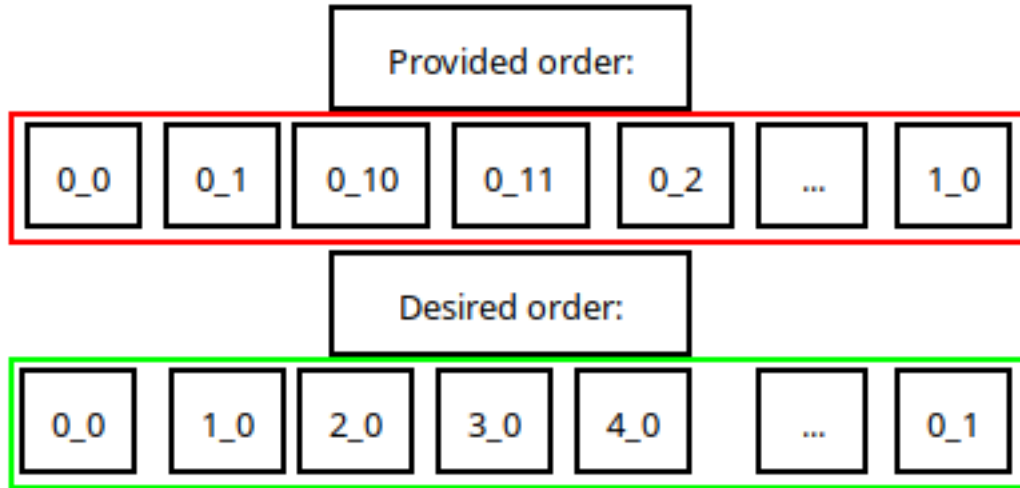 Provided order:
0_0 0_1 0_10 0_11 0_2 ... 1_0
Desired order:
0_0 1_0 2_0 3_0 4_0 ... 0_1